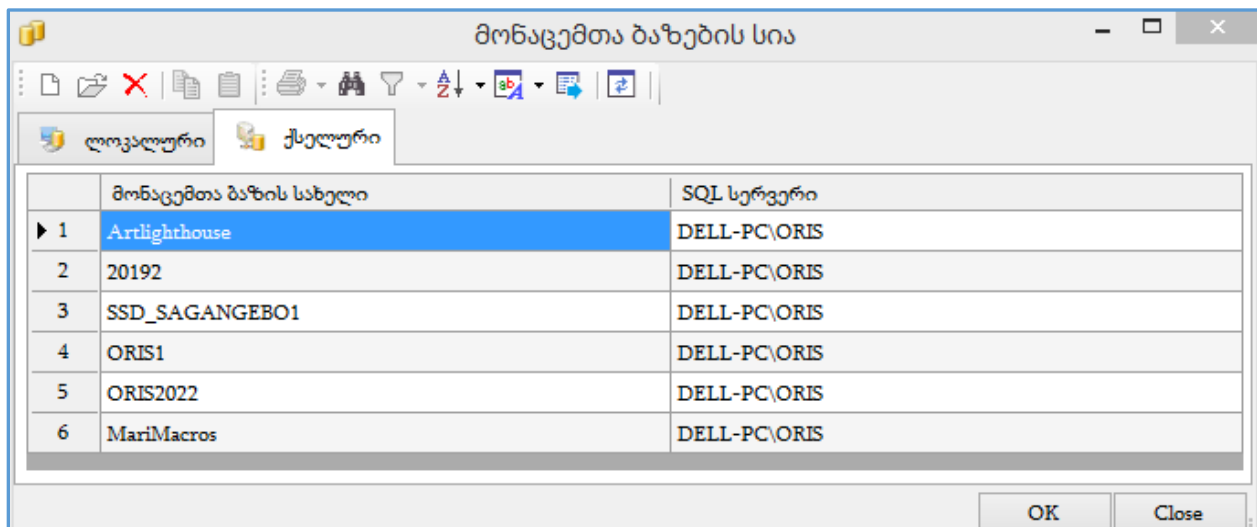 მონაცემთა ბაზების სია
ლოკალური ქსელური
მონაცემთა ბაზის სახელი SQL სერვერი
1 Artlighthouse DELL-PC\ORIS
2 20192 DELL-PC\ORIS
3 SSD_SAGANGEBO1 DELL-PC\ORIS
4 ORIS1 DELL-PC\ORIS
5 ORIS2022 DELL-PC\ORIS
6 MariMacros DELL-PC\ORIS
OK Close